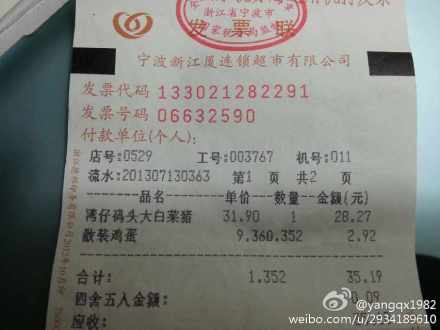 发票联
浙江省宁波市
宁波新江厦连锁超市有限公司
发票代码 133021282291
发票号码 06632590
付款单位(个人):
店号:0529 工号:003767 机号:011
流水:201307130363 第1页 共2页
品名 单价 数量 金额(元)
湾仔码头大白菜猪 31.90 1 28.27
散装鸡蛋 9.360.352 2.92
合计: 1.352 35.19
四舍五入金额: 0.09
应收:
@yangqx1982
weibo.com/u/2934189610